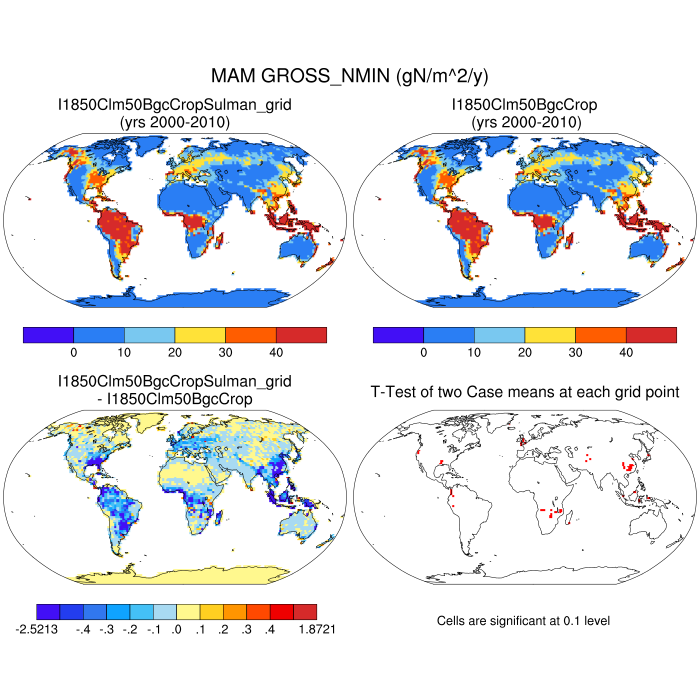 MAM GROSS_NMIN (gN/m^2/y)
I1850Clm50BgcCropSulman_grid
(yrs 2000-2010)
I1850Clm50BgcCrop
(yrs 2000-2010)
0 10 20 30 40
0 10 20 30 40
I1850Clm50BgcCropSulman_grid
- I1850Clm50BgcCrop
T-Test of two Case means at each grid point
-2.5213 -.4 -.3 -.2 -.1 .0 .1 .2 .3 .4 1.8721
Cells are significant at 0.1 level